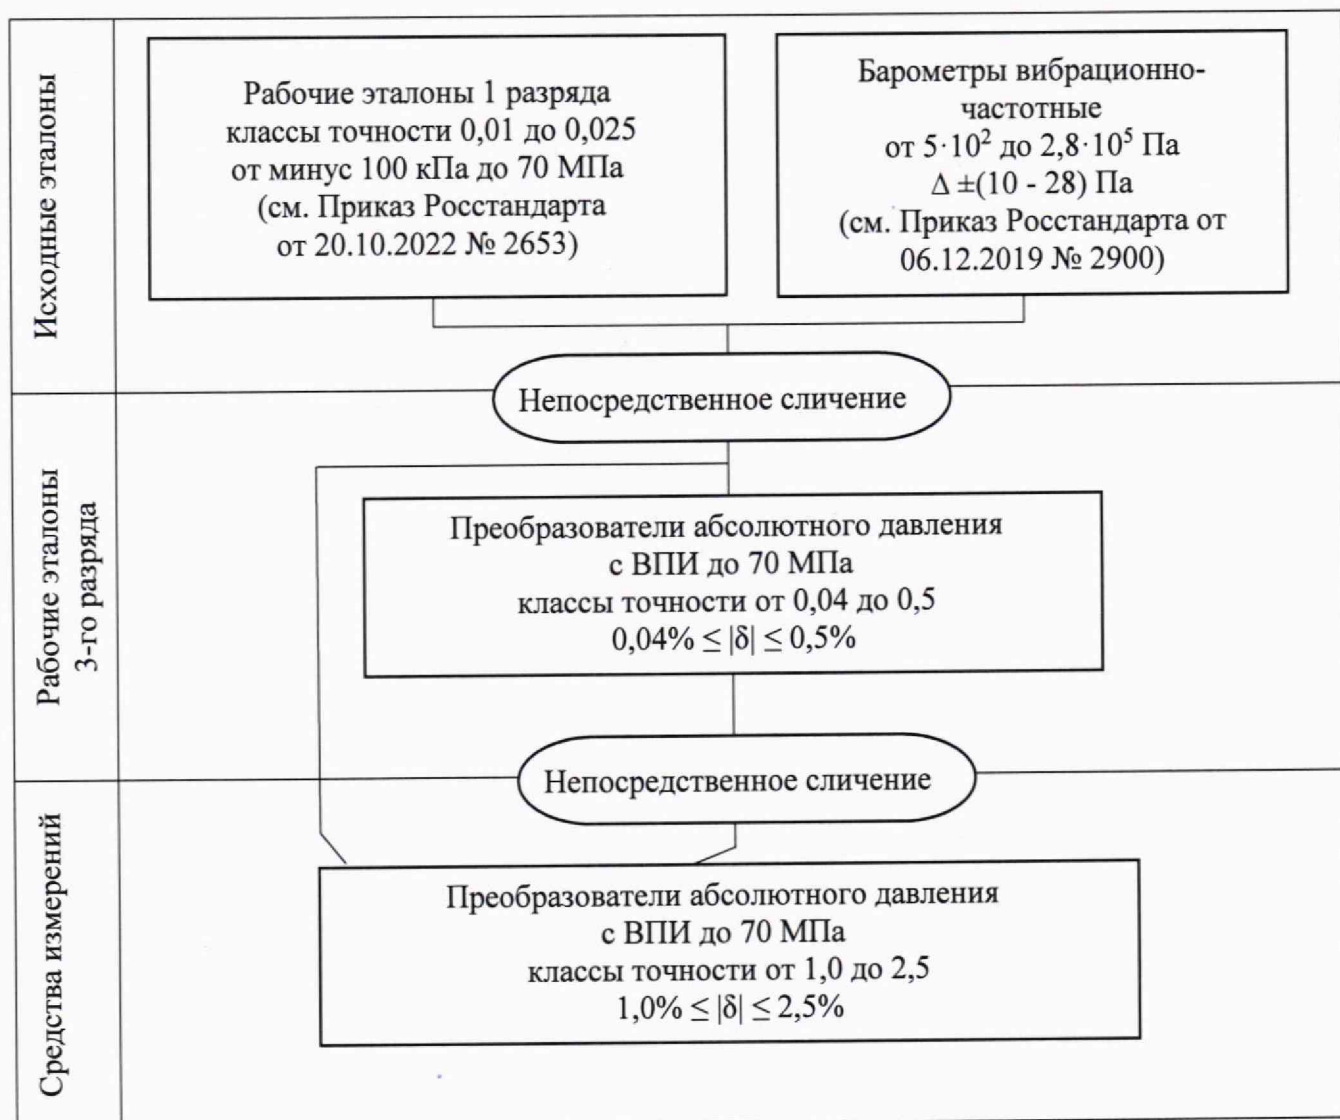 Исходные эталоны
Рабочие эталоны 1 разряда
классы точности 0,01 до 0,025
от минус 100 кПа до 70 МПа
(см. Приказ Росстандарта
от 20.10.2022 № 2653)
Барометры вибрационно-
частотные
от 5·10² до 2,8·10⁵ Па
Δ ±(10 - 28) Па
(см. Приказ Росстандарта от
06.12.2019 № 2900)
Непосредственное сличение
Рабочие эталоны
3-го разряда
Преобразователи абсолютного давления
с ВПИ до 70 МПа
классы точности от 0,04 до 0,5
0,04% ≤ |δ| ≤ 0,5%
Непосредственное сличение
Средства измерений
Преобразователи абсолютного давления
с ВПИ до 70 МПа
классы точности от 1,0 до 2,5
1,0% ≤ |δ| ≤ 2,5%